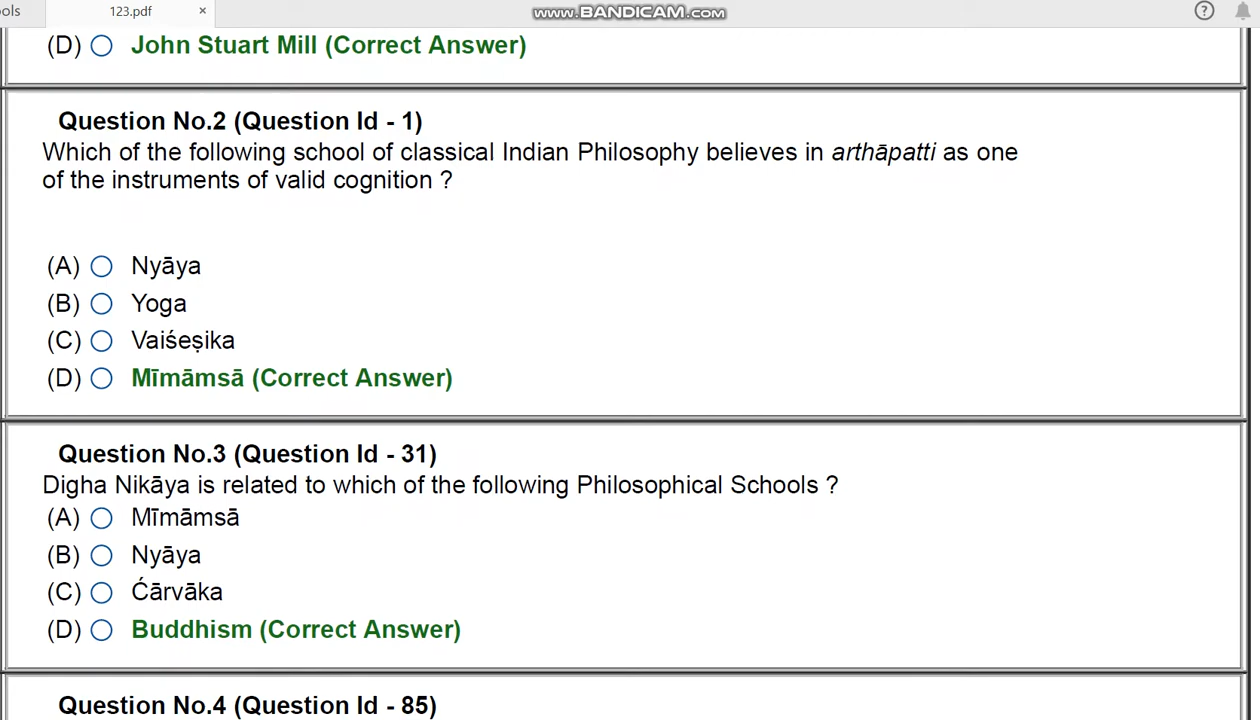 ols
123.pdf ×
www.BANDICAM.com
?
(D) John Stuart Mill (Correct Answer)
Question No.2 (Question Id - 1)
Which of the following school of classical Indian Philosophy believes in arthāpatti as one
of the instruments of valid cognition ?
(A) Nyāya
(B) Yoga
(C) Vaiśeṣika
(D) Mīmāmsā (Correct Answer)
Question No.3 (Question Id - 31)
Digha Nikāya is related to which of the following Philosophical Schools ?
(A) Mīmāmsā
(B) Nyāya
(C) Ćārvāka
(D) Buddhism (Correct Answer)
Question No.4 (Question Id - 85)